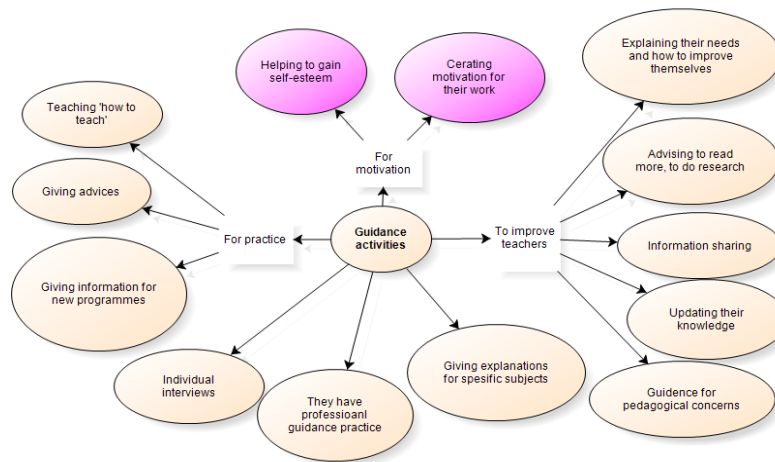 Explaining their needs
and how to improve
themselves
Helping to gain
self-esteem
Cerating
motivation for
their work
Teaching 'how to
teach'
For
motivation
Advising to read
more, to do research
Giving advices
For practice
Guidance
activities
To improve
teachers
Information sharing
Giving information for
new programmes
Updating their
knowledge
Individual
interviews
They have
professioanl
guidance practice
Giving explanations
for spesific subjects
Guidence for
pedagogical concerns